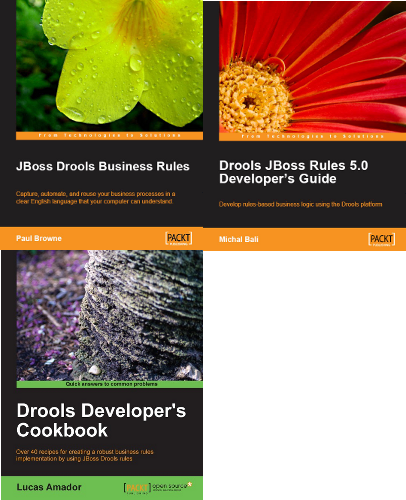 From Technologies to Solutions
JBoss Drools Business Rules
Capture, automate, and reuse your business processes in a
clear English language that your computer can understand.
Paul Browne
PACKT
From Technologies to Solutions
Drools JBoss Rules 5.0
Developer's Guide
Develop rules-based business logic using the Drools platform
Michal Bali
PACKT
Quick answers to common problems
Drools Developer's
Cookbook
Over 40 recipes for creating a robust business rules
implementation by using JBoss Drools rules
Lucas Amador
PACKT
open source